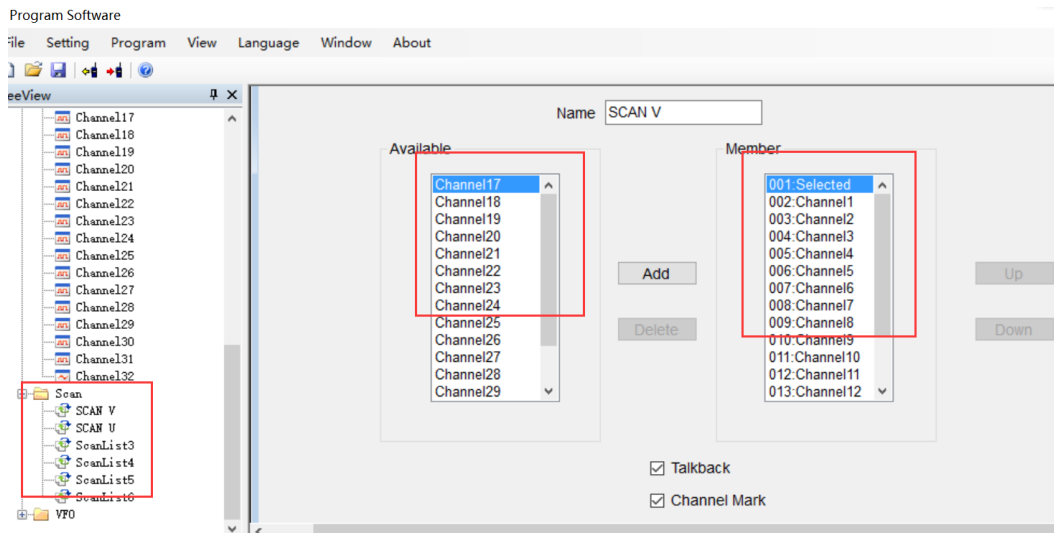 Program Software
File Setting Program View Language Window About
eeView
Channel17
Channel18
Channel19
Channel20
Channel21
Channel22
Channel23
Channel24
Channel25
Channel26
Channel27
Channel28
Channel29
Channel30
Channel31
Channel32
Scan
SCAN V
SCAN U
ScanList3
ScanList4
ScanList5
ScanList6
VFO
Name SCAN V
Available
Channel17
Channel18
Channel19
Channel20
Channel21
Channel22
Channel23
Channel24
Channel25
Channel26
Channel27
Channel28
Channel29
Add
Delete
Member
001:Selected
002:Channel1
003:Channel2
004:Channel3
005:Channel4
006:Channel5
007:Channel6
008:Channel7
009:Channel8
010:Channel9
011:Channel10
012:Channel11
013:Channel12
Up
Down
Talkback
Channel Mark